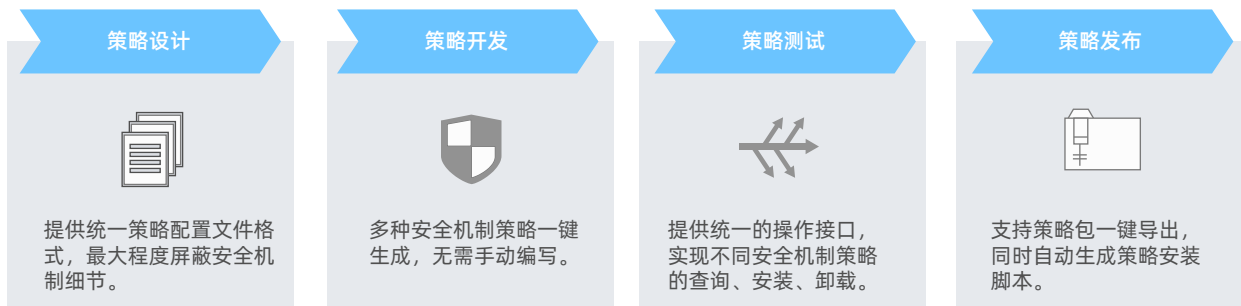 策略设计
提供统一策略配置文件格
式，最大程度屏蔽安全机
制细节。
策略开发
多种安全机制策略一键
生成，无需手动编写。
策略测试
提供统一的操作接口，
实现不同安全机制策略
的查询、安装、卸载。
策略发布
支持策略包一键导出，
同时自动生成策略安装
脚本。